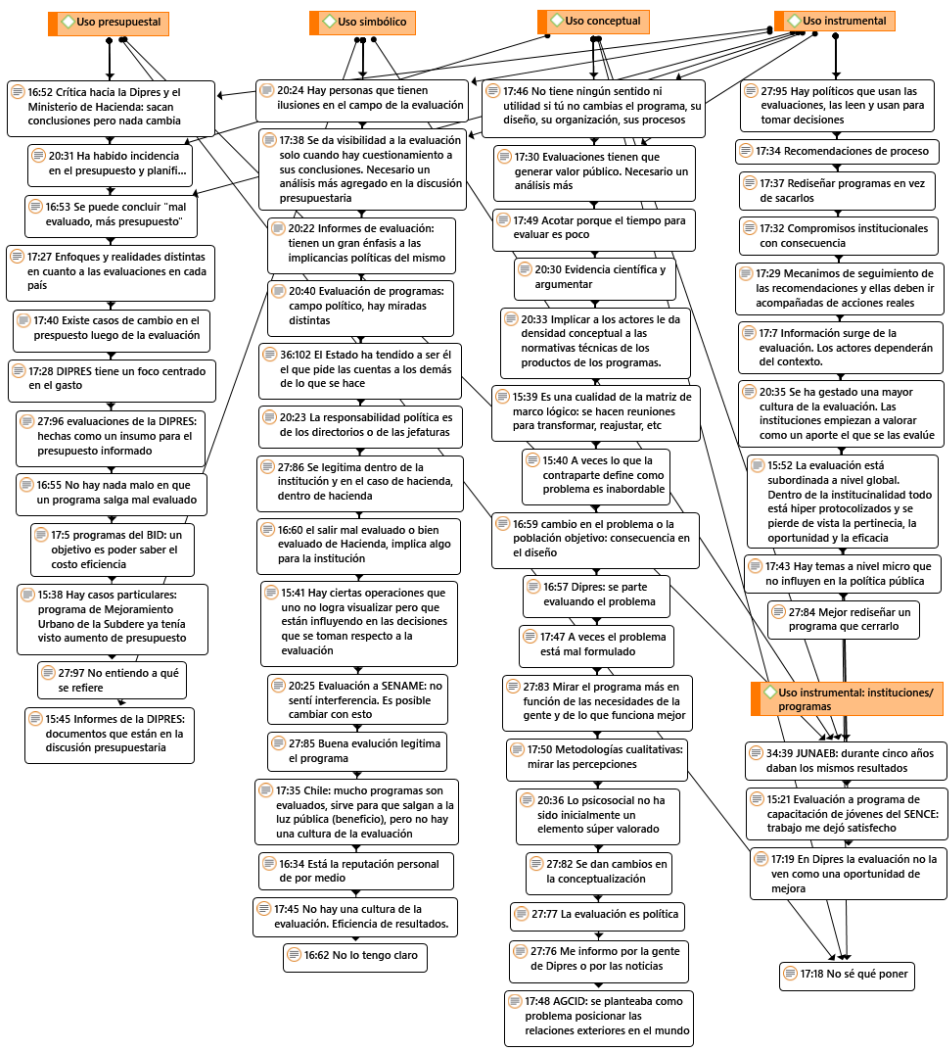 Uso presupuestal
16:52 Crítica hacia la Dipres y el
Ministerio de Hacienda: sacan
conclusiones pero nada cambia
20:31 Ha habido incidencia
en el presupuesto y planifi...
16:53 Se puede concluir "mal
evaluado, más presupuesto"
17:27 Enfoques y realidades distintas
en cuanto a las evaluaciones en cada
país
17:40 Existe casos de cambio en el
prespuesto luego de la evaluación
17:28 DIPRES tiene un foco centrado
en el gasto
27:96 evaluaciones de la DIPRES:
hechas como un insumo para el
presupuesto informado
16:55 No hay nada malo en que
un programa salga mal evaluado
17:5 programas del BID: un
objetivo es poder saber el
costo eficiencia
15:38 Hay casos particulares:
programa de Mejoramiento
Urbano de la Subdere ya tenía
visto aumento de presupuesto
27:97 No entiendo a qué
se refiere
15:45 Informes de la DIPRES:
documentos que están en la
discusión presupuestaria
Uso simbólico
20:24 Hay personas que tienen
ilusiones en el campo de la evaluación
17:38 Se da visibilidad a la evaluación
solo cuando hay cuestionamiento a
sus conclusiones. Necesario un
análisis más agregado en la discusión
presupuestaria
20:22 Informes de evaluación:
tienen un gran énfasis a las
implicancias políticas del mismo
20:40 Evaluación de programas:
campo político, hay miradas
distintas
36:102 El Estado ha tendido a ser él
el que pide las cuentas a los demás
de lo que se hace
20:23 La responsabilidad política es
de los directorios o de las jefaturas
27:86 Se legitima dentro de la
institución y en el caso de hacienda,
dentro de hacienda
16:60 el salir mal evaluado o bien
evaluado de Hacienda, implica algo
para la institución
15:41 Hay ciertas operaciones que
uno no logra visualizar pero que
están influyendo en las decisiones
que se toman respecto a la
evaluación
20:25 Evaluación a SENAME: no
sentí interferencia. Es posible
cambiar con esto
27:85 Buena evalución legitima
el programa
17:35 Chile: mucho programas son
evaluados, sirve para que salgan a la
luz pública (beneficio), pero no hay
una cultura de la evaluación
16:34 Está la reputación personal
de por medio
17:45 No hay una cultura de la
evaluación. Eficiencia de resultados.
16:62 No lo tengo claro
Uso conceptual
17:46 No tiene ningún sentido ni
utilidad si tú no cambias el programa, su
diseño, su organización, sus procesos
17:30 Evaluaciones tienen que
generar valor público. Necesario un
análisis más
17:49 Acotar porque el tiempo para
evaluar es poco
20:30 Evidencia científica y
argumentar
20:33 Implicar a los actores le da
densidad conceptual a las
normativas técnicas de los
productos de los programas.
15:39 Es una cualidad de la matriz de
marco lógico: se hacen reuniones
para transformar, reajustar, etc
15:40 A veces lo que la
contraparte define como
problema es inabordable
16:59 cambio en el problema o la
población objetivo: consecuencia en
el diseño
16:57 Dipres: se parte
evaluando el problema
17:47 A veces el problema
está mal formulado
27:83 Mirar el programa más en
función de las necesidades de la
gente y de lo que funciona mejor
17:50 Metodologías cualitativas:
mirar las percepciones
20:36 Lo psicosocial no ha
sido inicialmente un
elemento súper valorado
27:82 Se dan cambios en
la conceptualización
27:77 La evaluación es política
27:76 Me informo por la gente
de Dipres o por las noticias
17:48 AGCID: se planteaba como
problema posicionar las
relaciones exteriores en el mundo
Uso instrumental
27:95 Hay políticos que usan las
evaluaciones, las leen y usan para
tomar decisiones
17:34 Recomendaciones de proceso
17:37 Rediseñar programas en vez
de sacarlos
17:32 Compromisos institucionales
con consecuencia
17:29 Mecanimos de seguimiento de
las recomendaciones y ellas deben ir
acompañadas de acciones reales
17:7 Información surge de la
evaluación. Los actores dependerán
del contexto.
20:35 Se ha gestado una mayor
cultura de la evaluación. Las
instituciones empiezan a valorar
como un aporte el que se las evalúe
15:52 La evaluación está
subordinada a nivel global.
Dentro de la institucinalidad todo
está hiper protocolizados y se
pierde de vista la perticinecia, la
oportunidad y la eficacía
17:43 Hay temas a nivel micro que
no influyen en la política pública
27:84 Mejor rediseñar un
programa que cerrarlo
Uso instrumental: instituciones/
programas
34:39 JUNAEB: durante cinco años
daban los mismos resultados
15:21 Evaluación a programa de
capacitación de jóvenes del SENCE:
trabajo me dejó satisfecho
17:19 En Dipres la evaluación no la
ven como una oportunidad de
mejora
17:18 No sé qué poner